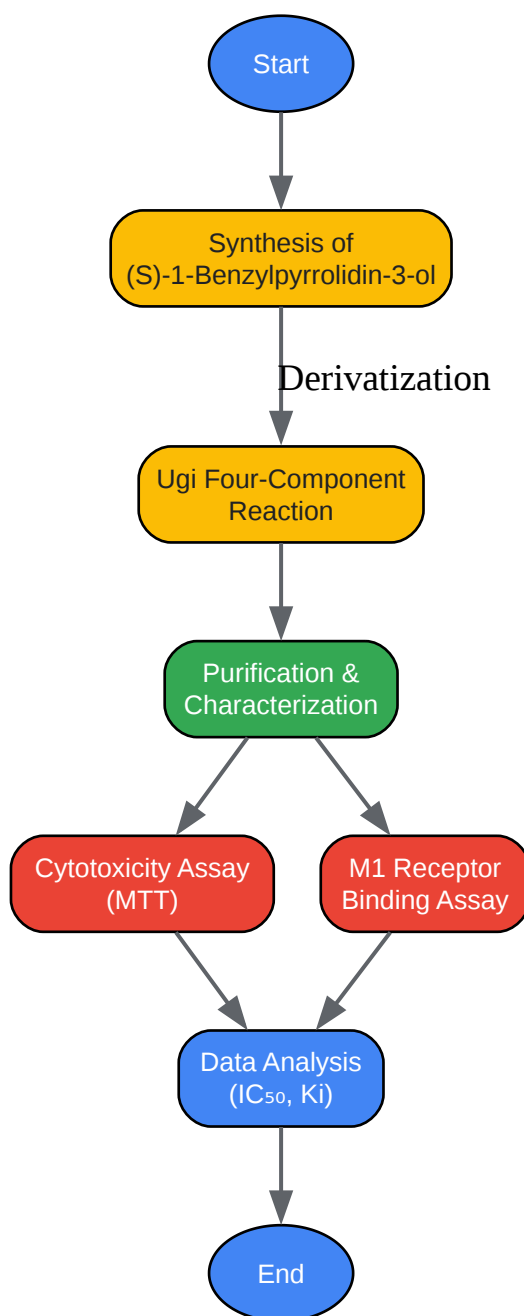 Start
Synthesis of
(S)-1-Benzylpyrrolidin-3-ol
Derivatization
Ugi Four-Component
Reaction
Purification &
Characterization
Cytotoxicity Assay
(MTT)
M1 Receptor
Binding Assay
Data Analysis
(IC₅₀, Ki)
End